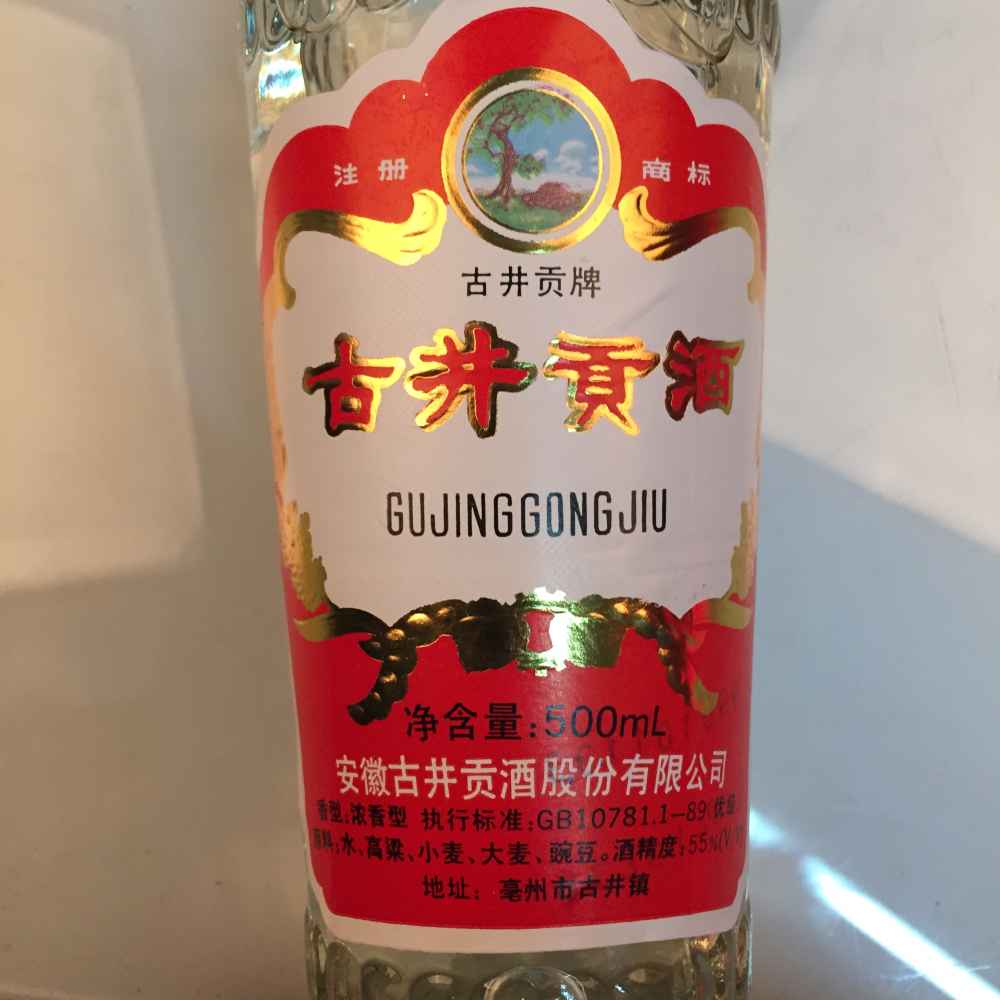 注册 商标
古井贡牌
古井贡酒
GUJINGGONGJIU
净含量:500mL
安徽古井贡酒股份有限公司
香型:浓香型 执行标准:GB10781.1-89(优级
原料:水、高粱、小麦、大麦、豌豆。酒精度:55%(V/V)
地址: 亳州市古井镇